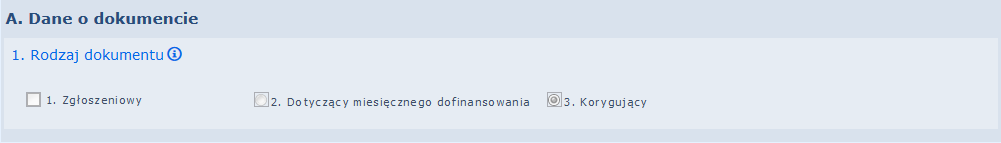 A. Dane o dokumencie
1. Rodzaj dokumentu
1. Zgłoszeniowy 2. Dotyczący miesięcznego dofinansowania 3. Korygujący